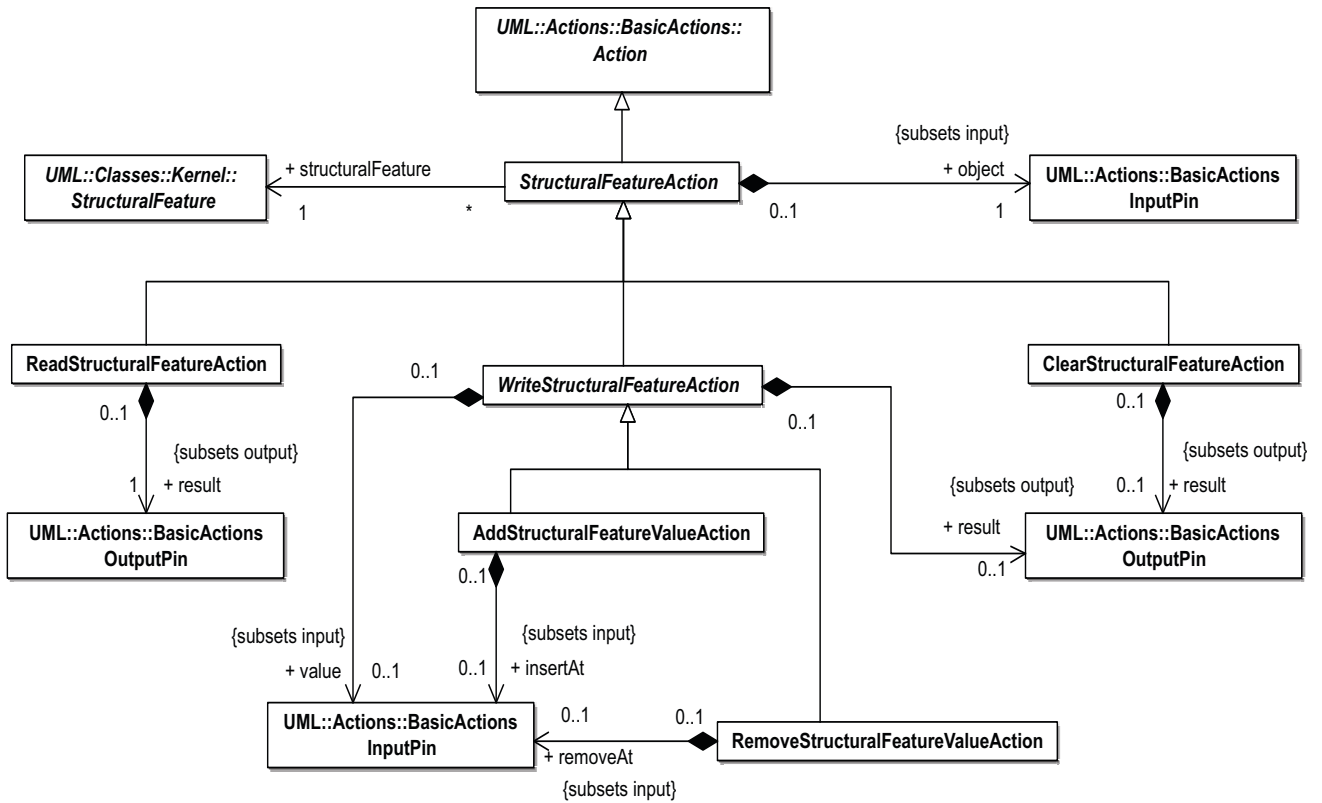 UML::Actions::BasicActions::
Action
{subsets input}
UML::Classes::Kernel::
StructuralFeature
+ structuralFeature
1
*
StructuralFeatureAction
0..1
+ object
1
UML::Actions::BasicActions
InputPin
ReadStructuralFeatureAction
0..1
{subsets output}
1
+ result
UML::Actions::BasicActions
OutputPin
0..1
WriteStructuralFeatureAction
0..1
ClearStructuralFeatureAction
0..1
{subsets output}
0..1
+ result
{subsets output}
+ result
0..1
UML::Actions::BasicActions
OutputPin
AddStructuralFeatureValueAction
0..1
{subsets input}
+ value
0..1
{subsets input}
0..1
+ insertAt
UML::Actions::BasicActions
InputPin
0..1
0..1
+ removeAt
{subsets input}
RemoveStructuralFeatureValueAction